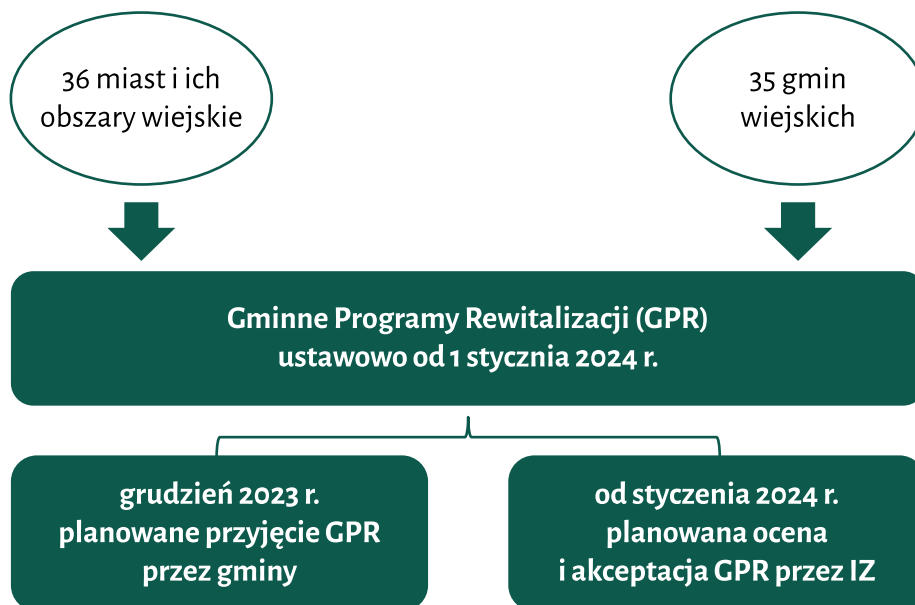 36 miast i ich
obszary wiejskie
35 gmin
wiejskich
Gminne Programy Rewitalizacji (GPR)
ustawowo od 1 stycznia 2024 r.
grudzień 2023 r.
planowane przyjęcie GPR
przez gminy
od styczenia 2024 r.
planowana ocena
i akceptacja GPR przez IZ